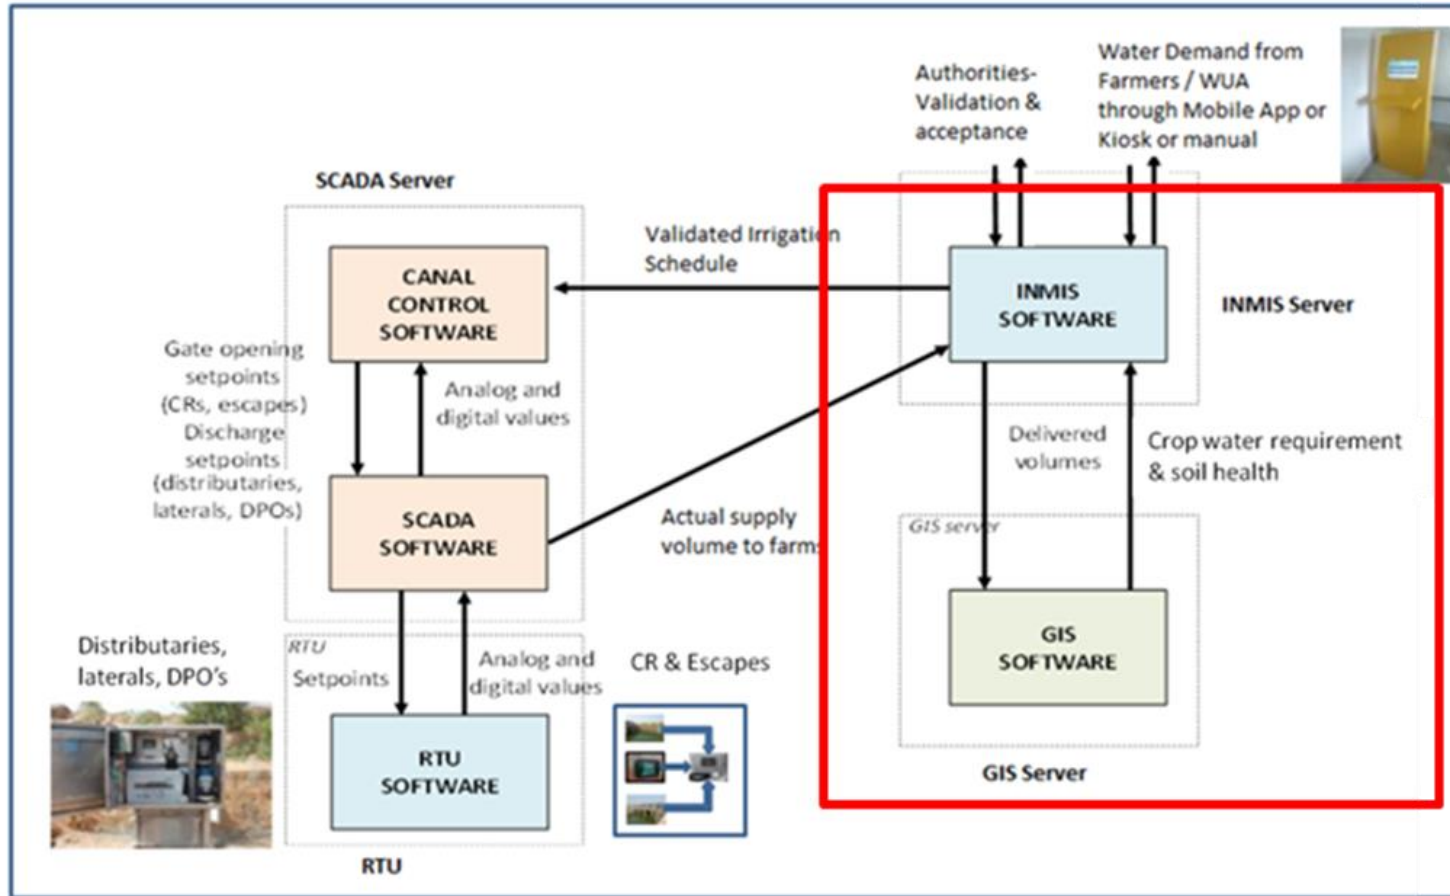 Authorities-
Validation &
acceptance
Water Demand from
Farmers / WUA
through Mobile App or
Kiosk or manual
SCADA Server
CANAL
CONTROL
SOFTWARE
Validated Irrigation
Schedule
INMIS
SOFTWARE
INMIS Server
Gate opening
setpoints
(CRs, escapes)
Discharge
setpoints
(distributaries,
laterals, DPOs)
Analog and
digital values
Delivered
volumes
Crop water requirement
& soil health
SCADA
SOFTWARE
Actual supply
volume to farms
GIS server
GIS
SOFTWARE
GIS Server
Distributaries,
laterals, DPO's
RTU
Setpoints
Analog and
digital values
CR & Escapes
RTU
SOFTWARE
RTU